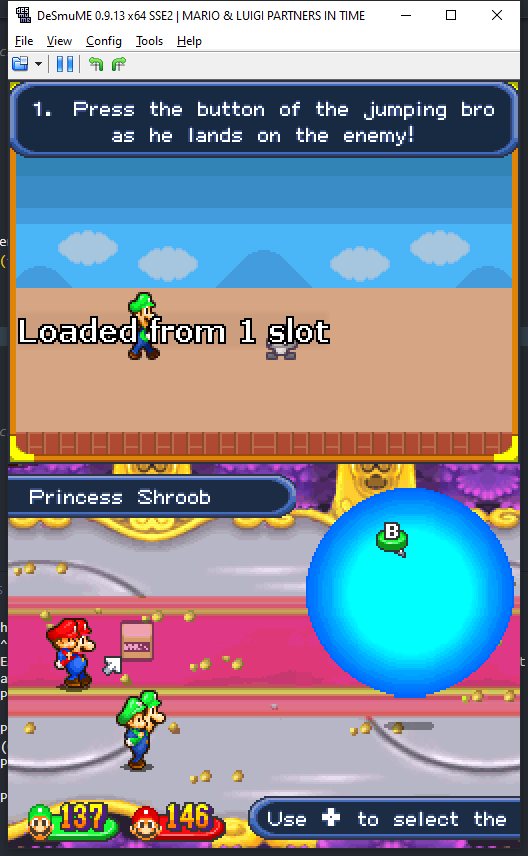 DeSmuME 0.9.13 x64 SSE2 | MARIO & LUIGI PARTNERS IN TIME
File View Config Tools Help
1. Press the button of the jumping bro
as he lands on the enemy!
Loaded from 1 slot
Princess Shroob
B
137 146
Use to select the